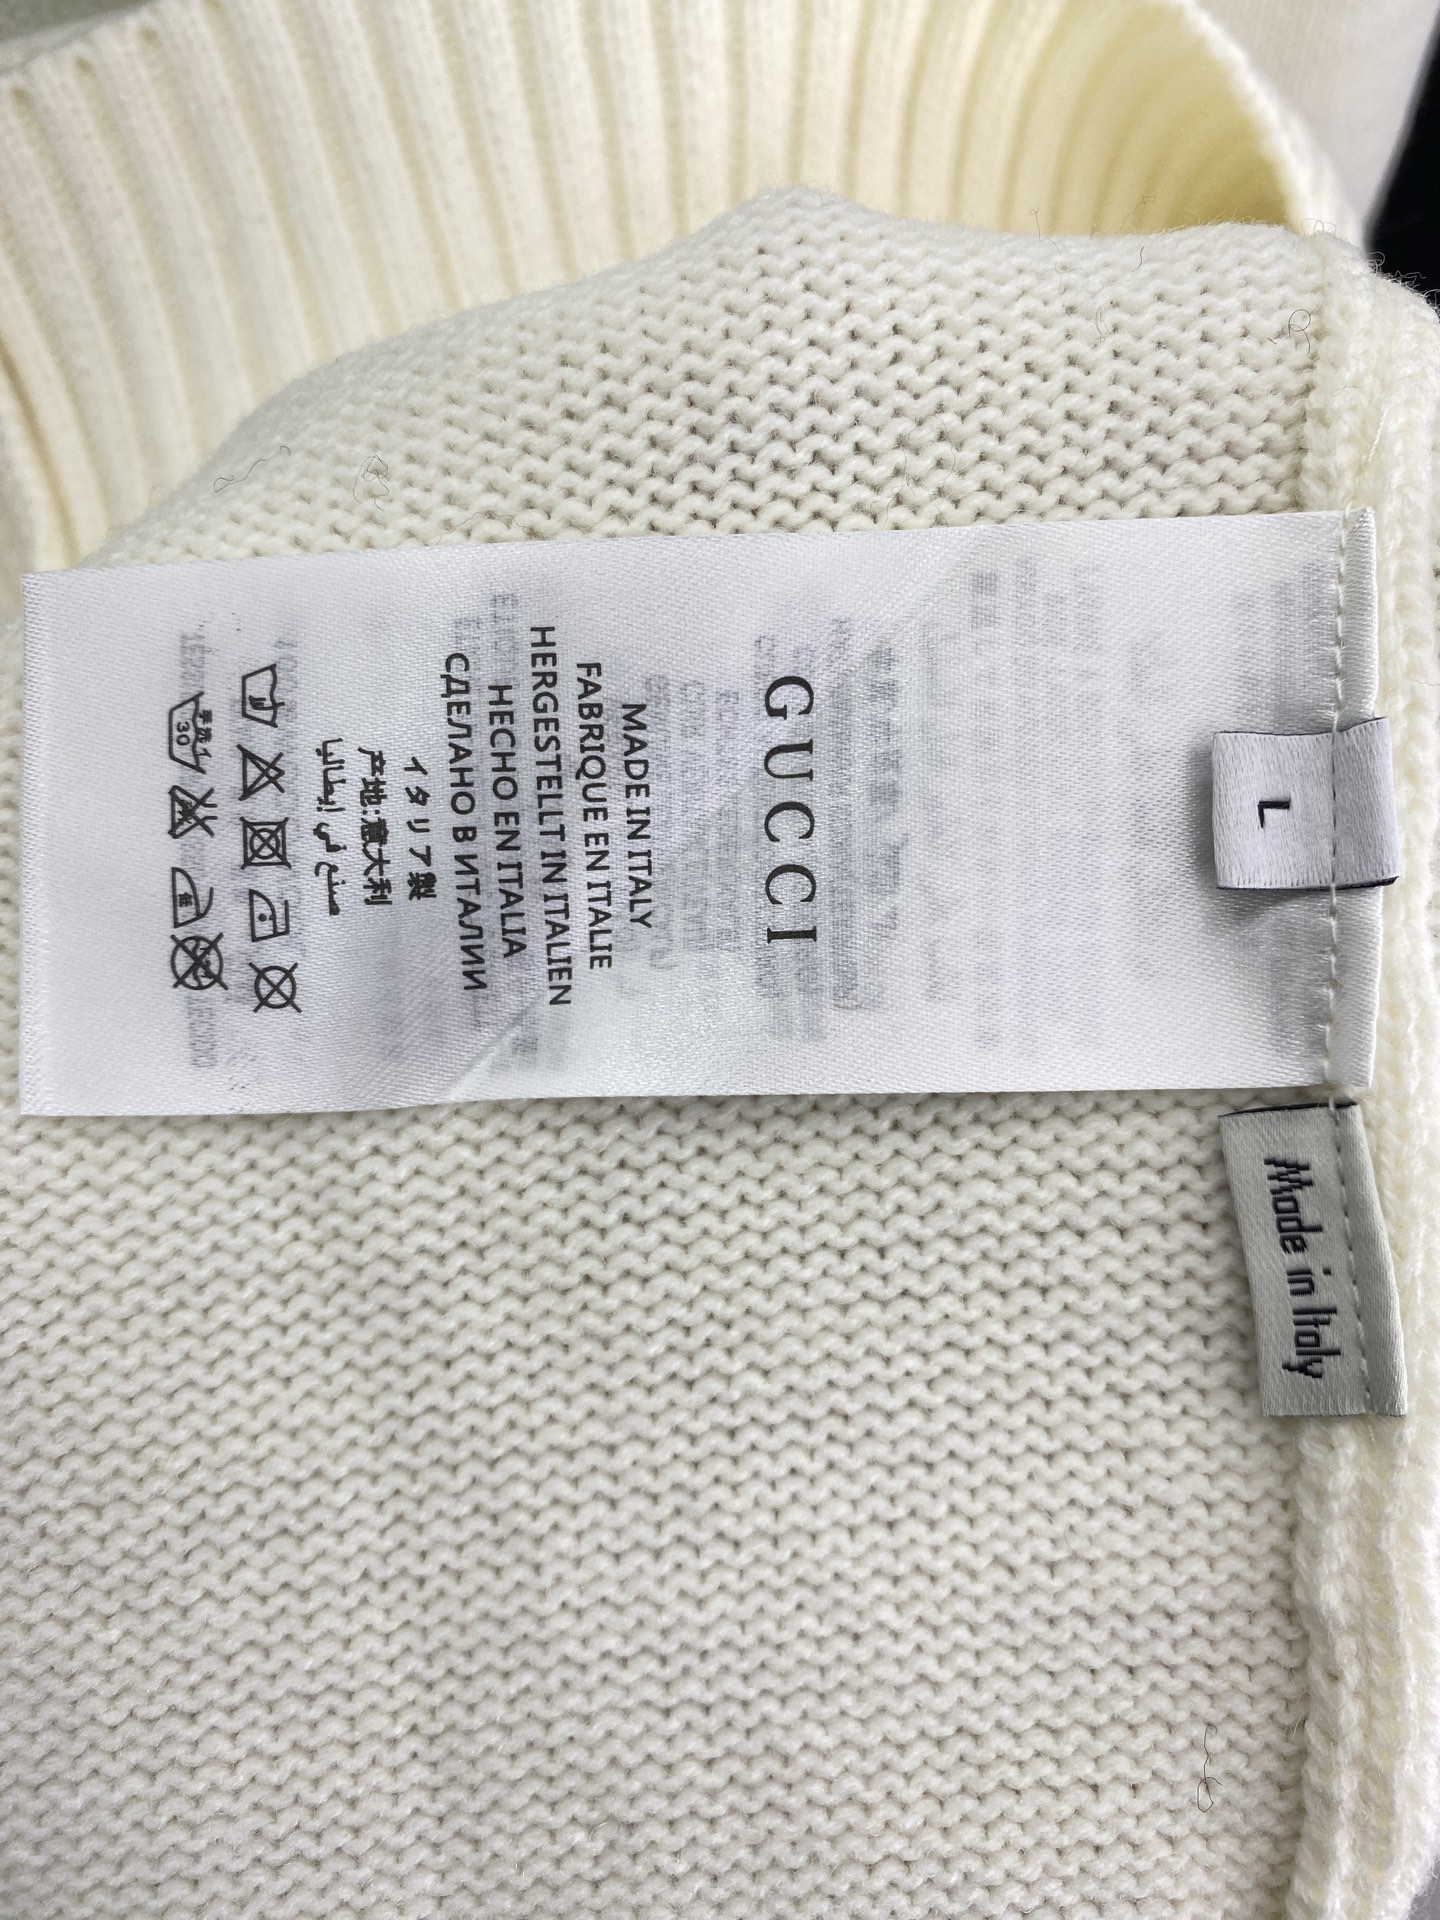 GUCCI
MADE IN ITALY
FABRIQUE EN ITALIE
HERGESTELLT IN ITALIEN
HECHO EN ITALIA
СДЕЛАНО В ИТАЛИИ
イタリア製
产地:意大利
صنع في إيطاليا
30
L
Made in Italy